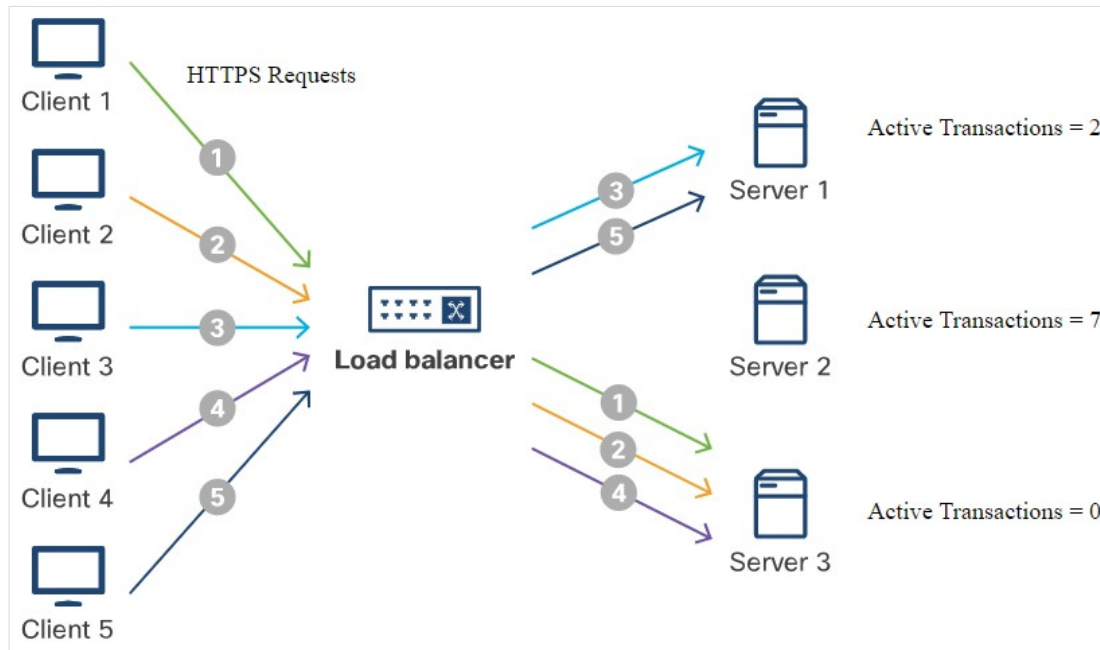 Client 1
HTTPS Requests
1
Client 2
2
Client 3
3
Client 4
4
Client 5
5
Load balancer
3
5
1
2
4
Server 1
Active Transactions = 2
Server 2
Active Transactions = 7
Server 3
Active Transactions = 0